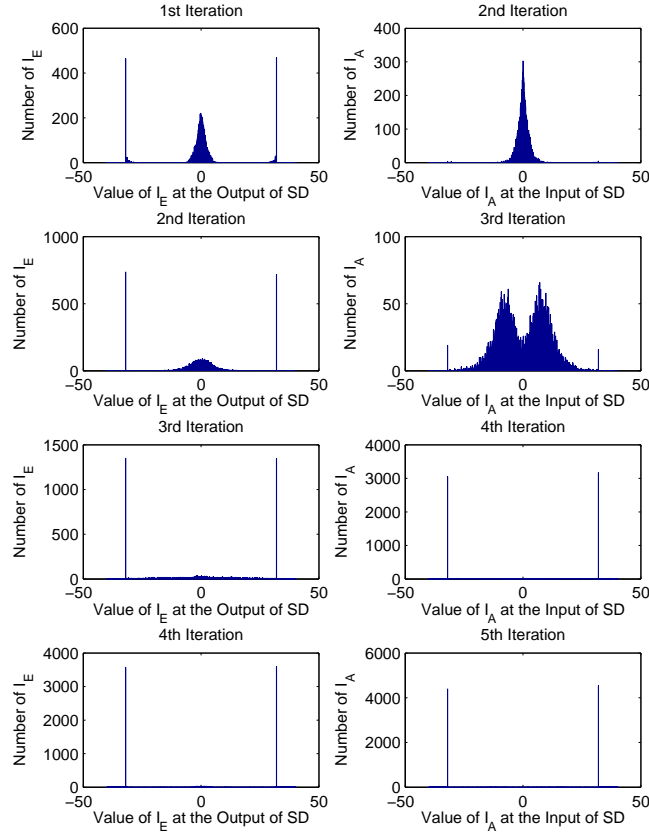 1st Iteration
2nd Iteration
600
400
200
0
Number of I_E
400
300
200
100
0
Number of I_A
−50 0 50
−50 0 50
Value of I_E at the Output of SD
Value of I_A at the Input of SD
2nd Iteration
3rd Iteration
1000
500
0
Number of I_E
100
50
0
Number of I_A
−50 0 50
−50 0 50
Value of I_E at the Output of SD
Value of I_A at the Input of SD
3rd Iteration
4th Iteration
1500
1000
500
0
Number of I_E
4000
3000
2000
1000
0
Number of I_A
−50 0 50
−50 0 50
Value of I_E at the Output of SD
Value of I_A at the Input of SD
4th Iteration
5th Iteration
4000
3000
2000
1000
0
Number of I_E
6000
4000
2000
0
Number of I_A
−50 0 50
−50 0 50
Value of I_E at the Output of SD
Value of I_A at the Input of SD